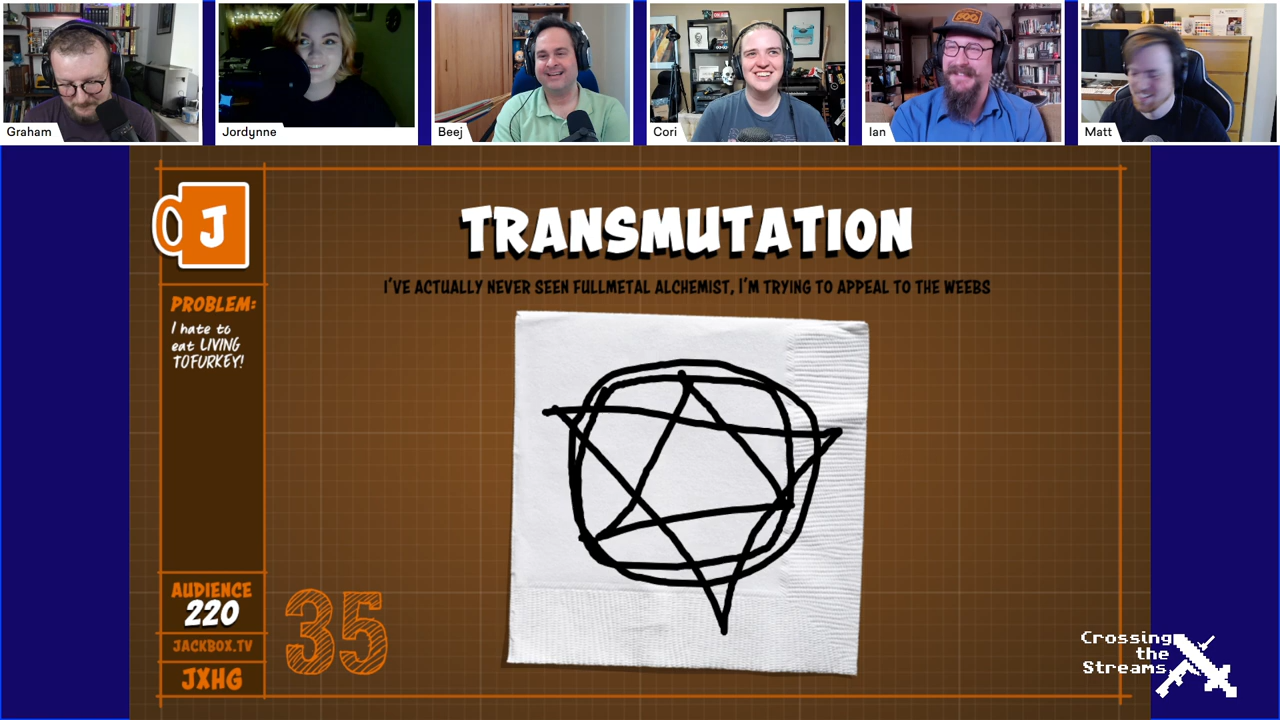 Graham
Jordynne
Beej
Cori
Ian
Matt
J
TRANSMUTATION
I'VE ACTUALLY NEVER SEEN FULLMETAL ALCHEMIST, I'M TRYING TO APPEAL TO THE WEEBS
PROBLEM:
I hate to
eat LIVING
TOFURKEY!
AUDIENCE
220
JACKBOX.TV
JXHG
35
Crossing
the
Streams